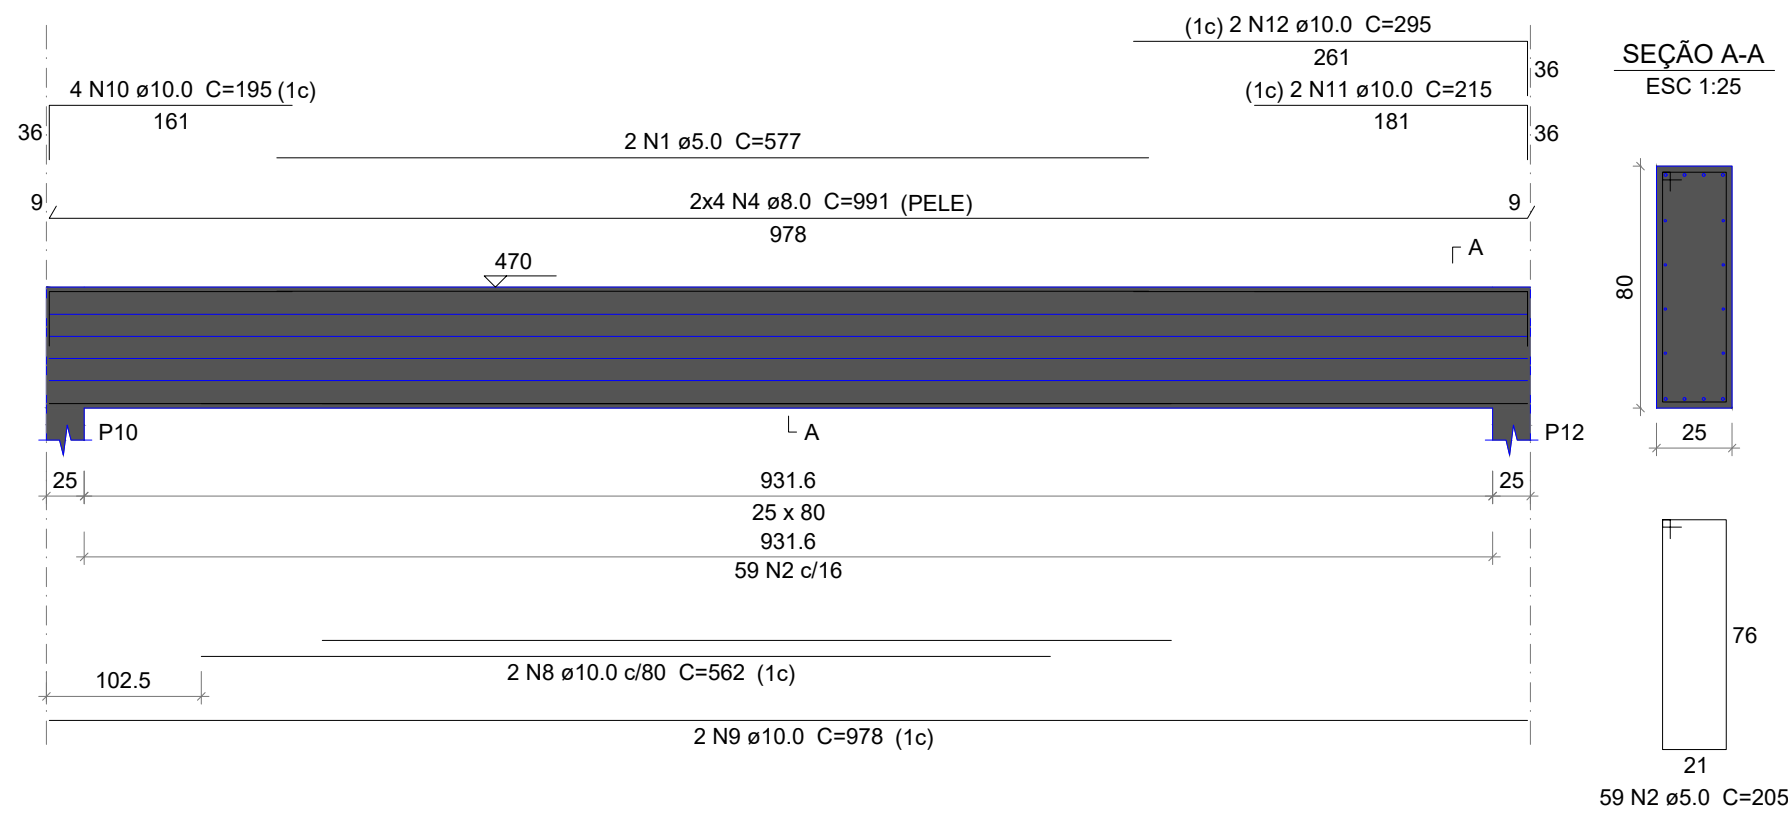 (1c) 2 N12 ø10.0 C=295
261
36
SEÇÃO A-A
ESC 1:25
4 N10 ø10.0 C=195 (1c)
161
36
(1c) 2 N11 ø10.0 C=215
181
36
2 N1 ø5.0 C=577
9
2x4 N4 ø8.0 C=991 (PELE)
9
978
A
470
80
25
P10
A
P12
25
931.6
25
25 x 80
931.6
59 N2 c/16
76
21
59 N2 ø5.0 C=205
2 N8 ø10.0 c/80 C=562 (1c)
102.5
2 N9 ø10.0 C=978 (1c)